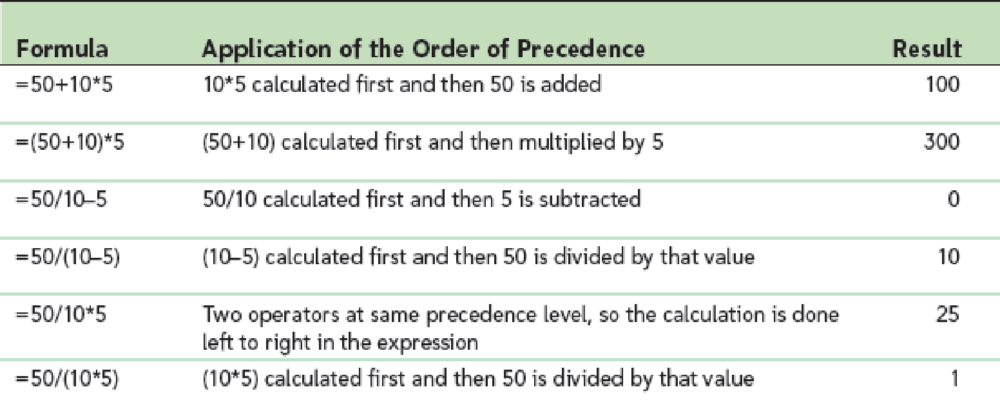 Formula Application of the Order of Precedence Result
=50+10*5 10*5 calculated first and then 50 is added 100
=(50+10)*5 (50+10) calculated first and then multiplied by 5 300
=50/10–5 50/10 calculated first and then 5 is subtracted 0
=50/(10–5) (10–5) calculated first and then 50 is divided by that value 10
=50/10*5 Two operators at same precedence level, so the calculation is done 25
left to right in the expression
=50/(10*5) (10*5) calculated first and then 50 is divided by that value 1